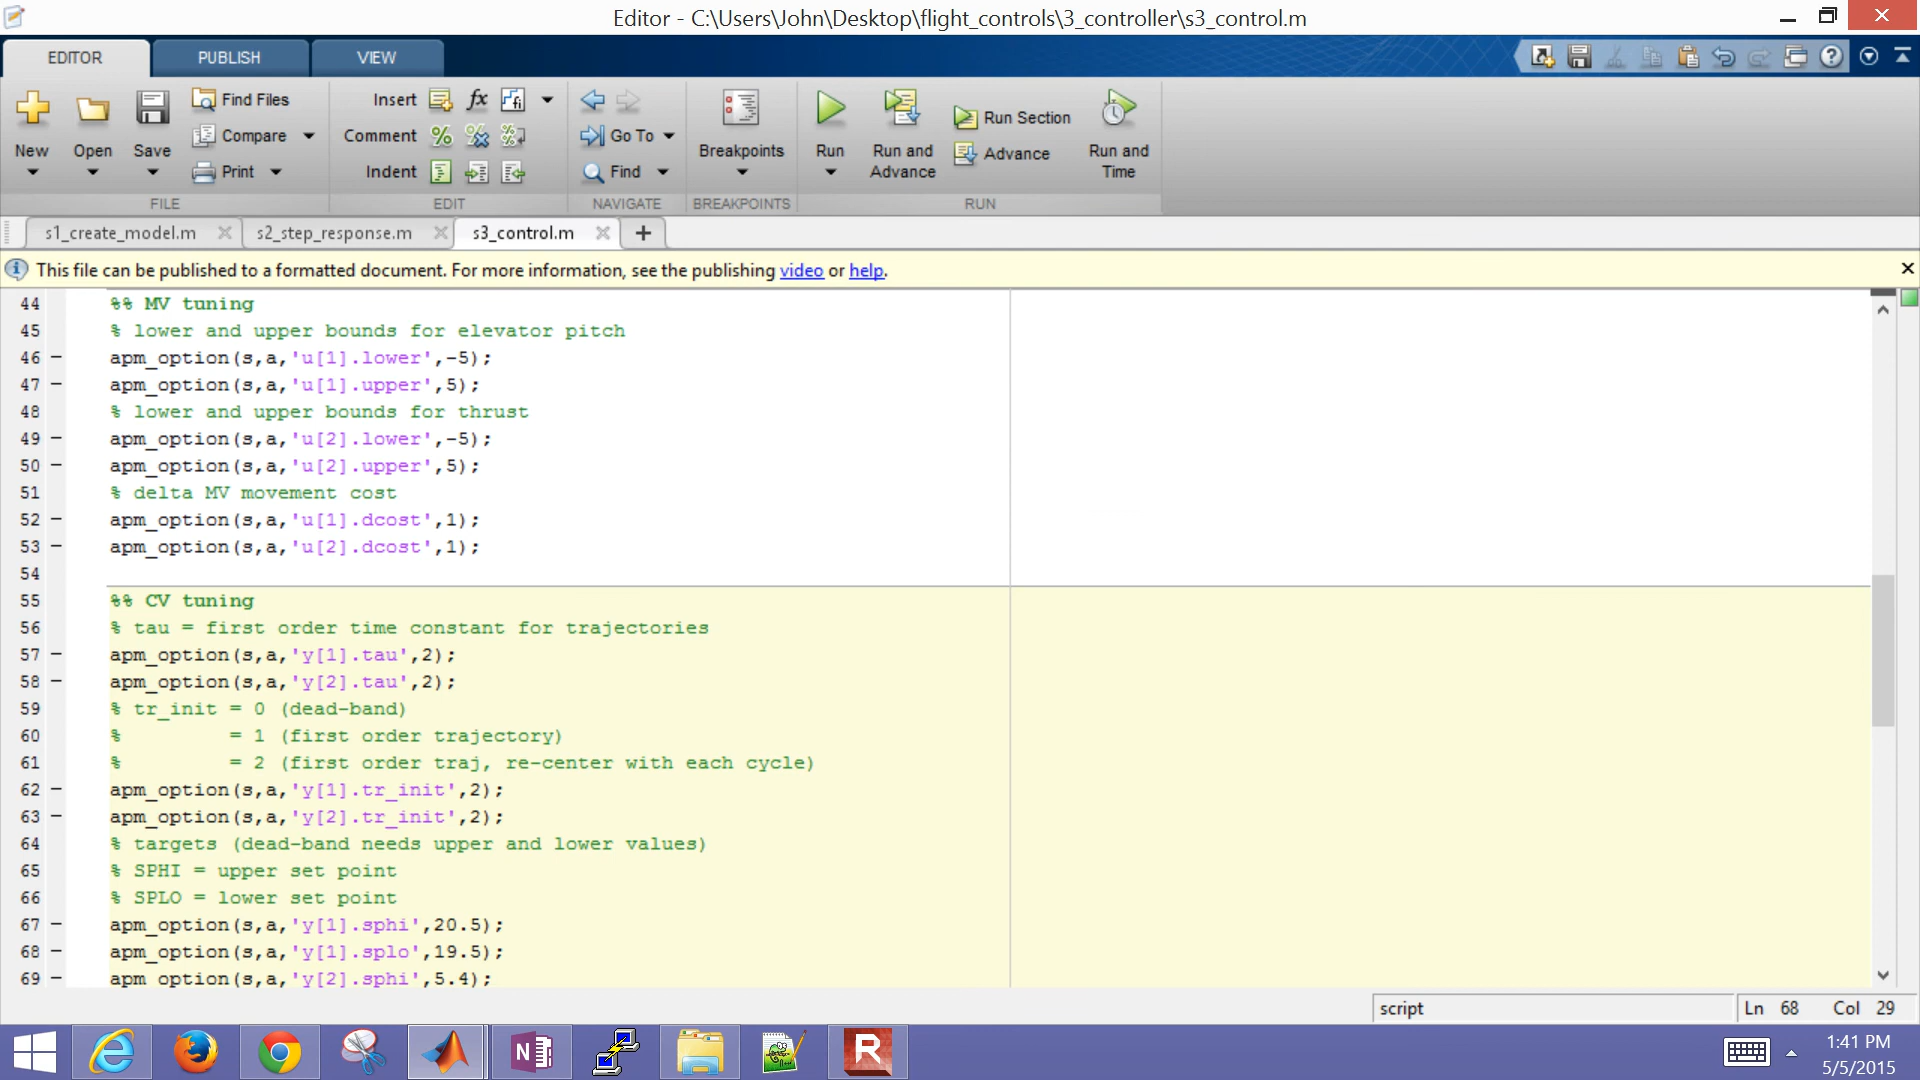 Editor - C:\Users\John\Desktop\flight_controls\3_controller\s3_control.m
EDITOR PUBLISH VIEW
New
Open
Save
Find Files
Compare
Print
FILE
Insert fx fi
Comment
Indent
EDIT
Go To
Find
NAVIGATE
Breakpoints
BREAKPOINTS
Run
Run and Advance
Run Section
Advance
Run and Time
RUN
s1_create_model.m s2_step_response.m s3_control.m
This file can be published to a formatted document. For more information, see the publishing video or help.
44 %% MV tuning
45 % lower and upper bounds for elevator pitch
46 - apm_option(s,a,'u[1].lower',-5);
47 - apm_option(s,a,'u[1].upper',5);
48 % lower and upper bounds for thrust
49 - apm_option(s,a,'u[2].lower',-5);
50 - apm_option(s,a,'u[2].upper',5);
51 % delta MV movement cost
52 - apm_option(s,a,'u[1].dcost',1);
53 - apm_option(s,a,'u[2].dcost',1);
54
55 %% CV tuning
56 % tau = first order time constant for trajectories
57 - apm_option(s,a,'y[1].tau',2);
58 - apm_option(s,a,'y[2].tau',2);
59 % tr_init = 0 (dead-band)
60 %         = 1 (first order trajectory)
61 %         = 2 (first order traj, re-center with each cycle)
62 - apm_option(s,a,'y[1].tr_init',2);
63 - apm_option(s,a,'y[2].tr_init',2);
64 % targets (dead-band needs upper and lower values)
65 % SPHI = upper set point
66 % SPLO = lower set point
67 - apm_option(s,a,'y[1].sphi',20.5);
68 - apm_option(s,a,'y[1].splo',19.5);
69 - apm_option(s,a,'y[2].sphi',5.4);
script Ln 68 Col 29
N R
1:41 PM
5/5/2015